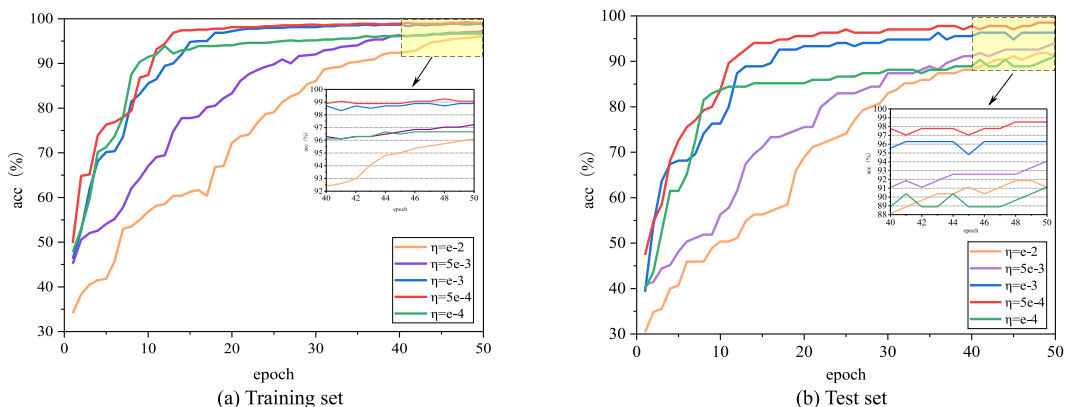 100
90
80
70
60
50
40
30
acc (%)
0 10 20 30 40 50
epoch
100
99
98
97
96
95
94
93
92
acc (%)
40 42 44 46 48 50
epoch
η=e-2
η=5e-3
η=e-3
η=5e-4
η=e-4
(a) Training set
100
90
80
70
60
50
40
30
acc (%)
0 10 20 30 40 50
epoch
100
99
98
97
96
95
94
93
92
91
90
89
88
acc (%)
40 42 44 46 48 50
epoch
η=e-2
η=5e-3
η=e-3
η=5e-4
η=e-4
(b) Test set